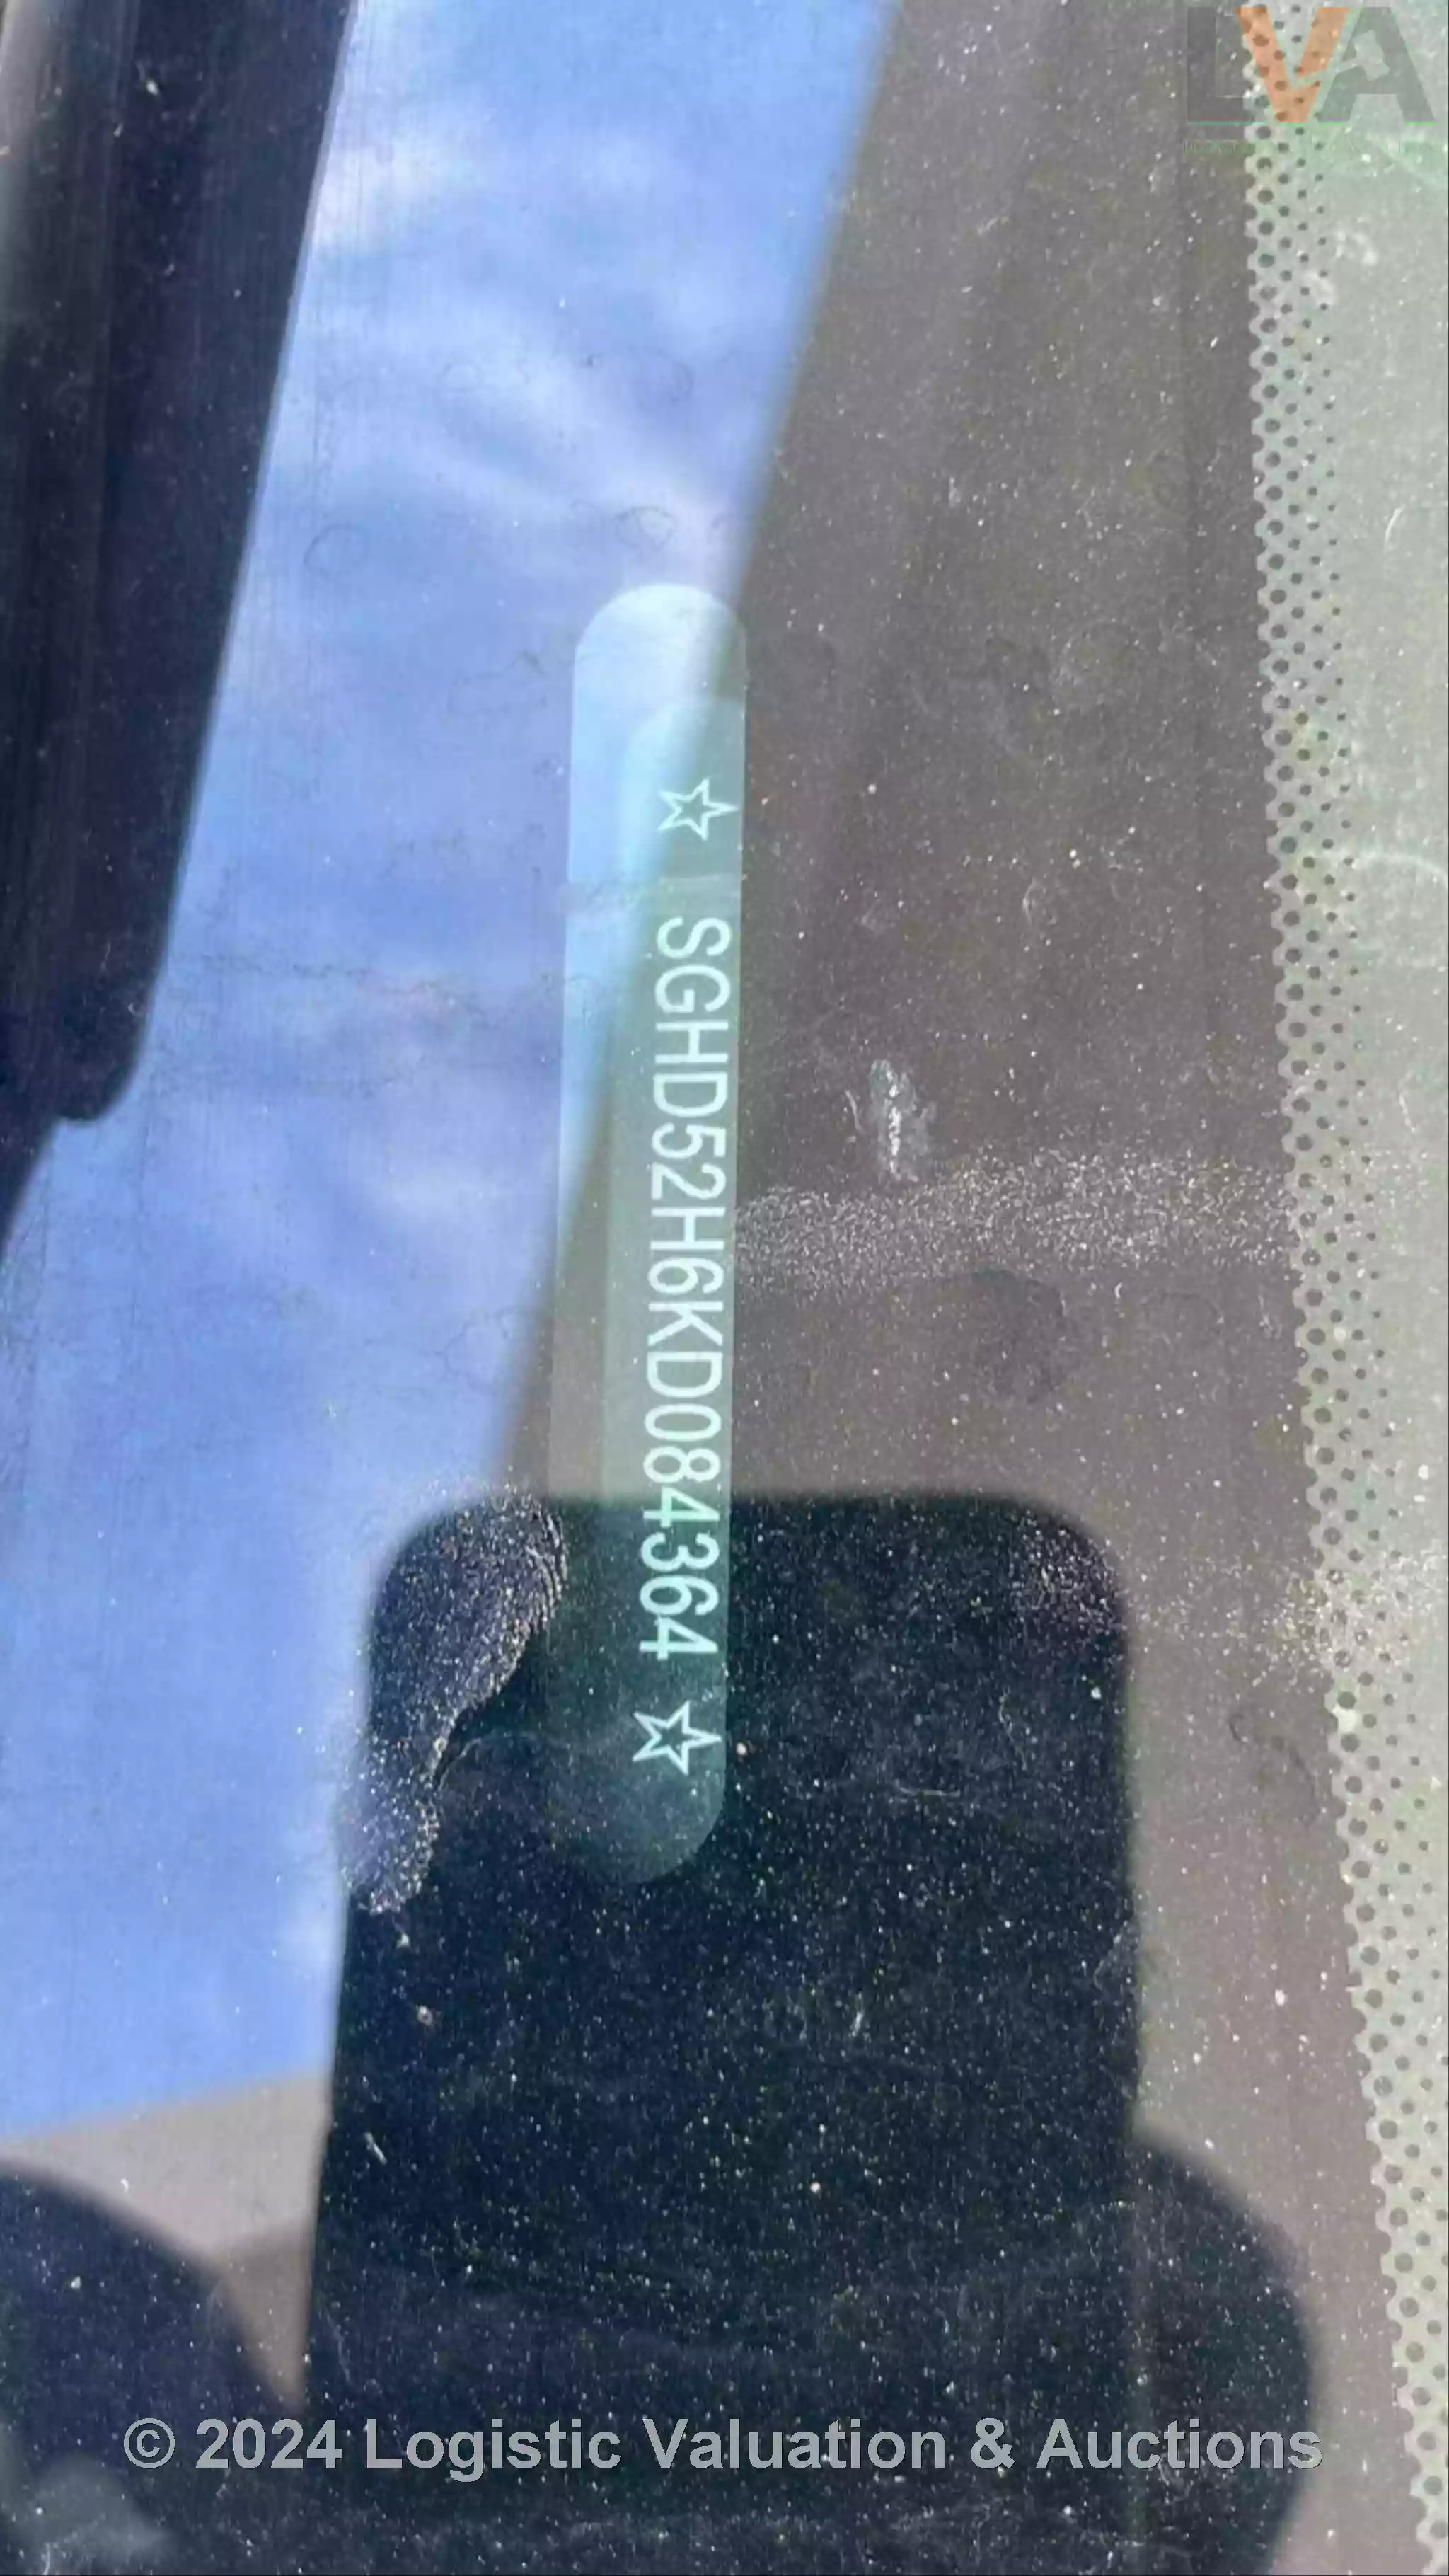 LVA
☆ SGHD52H6KD084364 ☆
© 2024 Logistic Valuation & Auctions